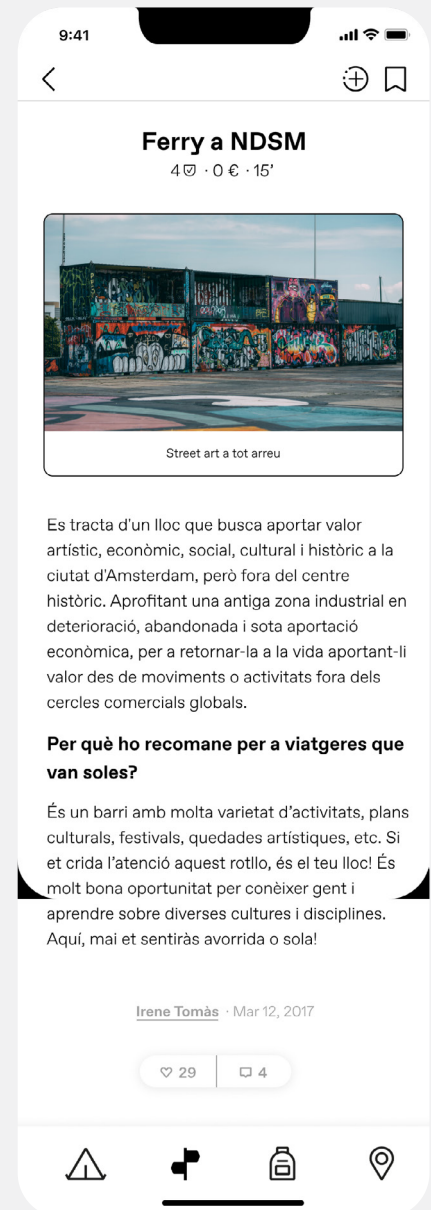 9:41
Ferry a NDSM
4 · 0 € · 15’
Street art a tot arreu
Es tracta d'un lloc que busca aportar valor
artístic, econòmic, social, cultural i històric a la
ciutat d'Amsterdam, però fora del centre
històric. Aprofitant una antiga zona industrial en
deterioració, abandonada i sota aportació
econòmica, per a retornar-la a la vida aportant-li
valor des de moviments o activitats fora dels
cercles comercials globals.
Per què ho recomane per a viatgeres que
van soles?
És un barri amb molta varietat d’activitats, plans
culturals, festivals, quedades artístiques, etc. Si
et crida l’atenció aquest rotllo, és el teu lloc! És
molt bona oportunitat per conèixer gent i
aprendre sobre diverses cultures i disciplines.
Aquí, mai et sentiràs avorrida o sola!
Irene Tomàs · Mar 12, 2017
29
4